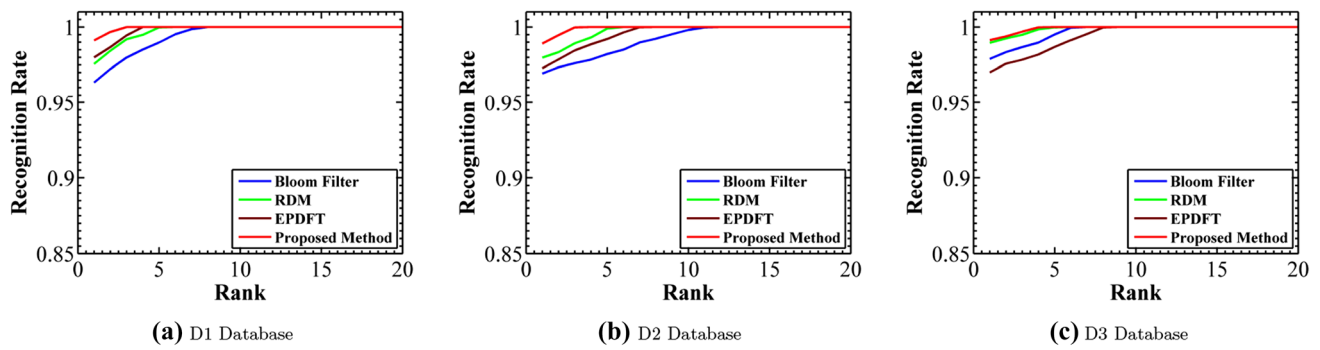 Recognition Rate
1
0.95
0.9
0.85
0 5 10 15 20
Rank
Bloom Filter
RDM
EPDFT
Proposed Method
(a) D1 Database
Recognition Rate
1
0.95
0.9
0.85
0 5 10 15 20
Rank
Bloom Filter
RDM
EPDFT
Proposed Method
(b) D2 Database
Recognition Rate
1
0.95
0.9
0.85
0 5 10 15 20
Rank
Bloom Filter
RDM
EPDFT
Proposed Method
(c) D3 Database